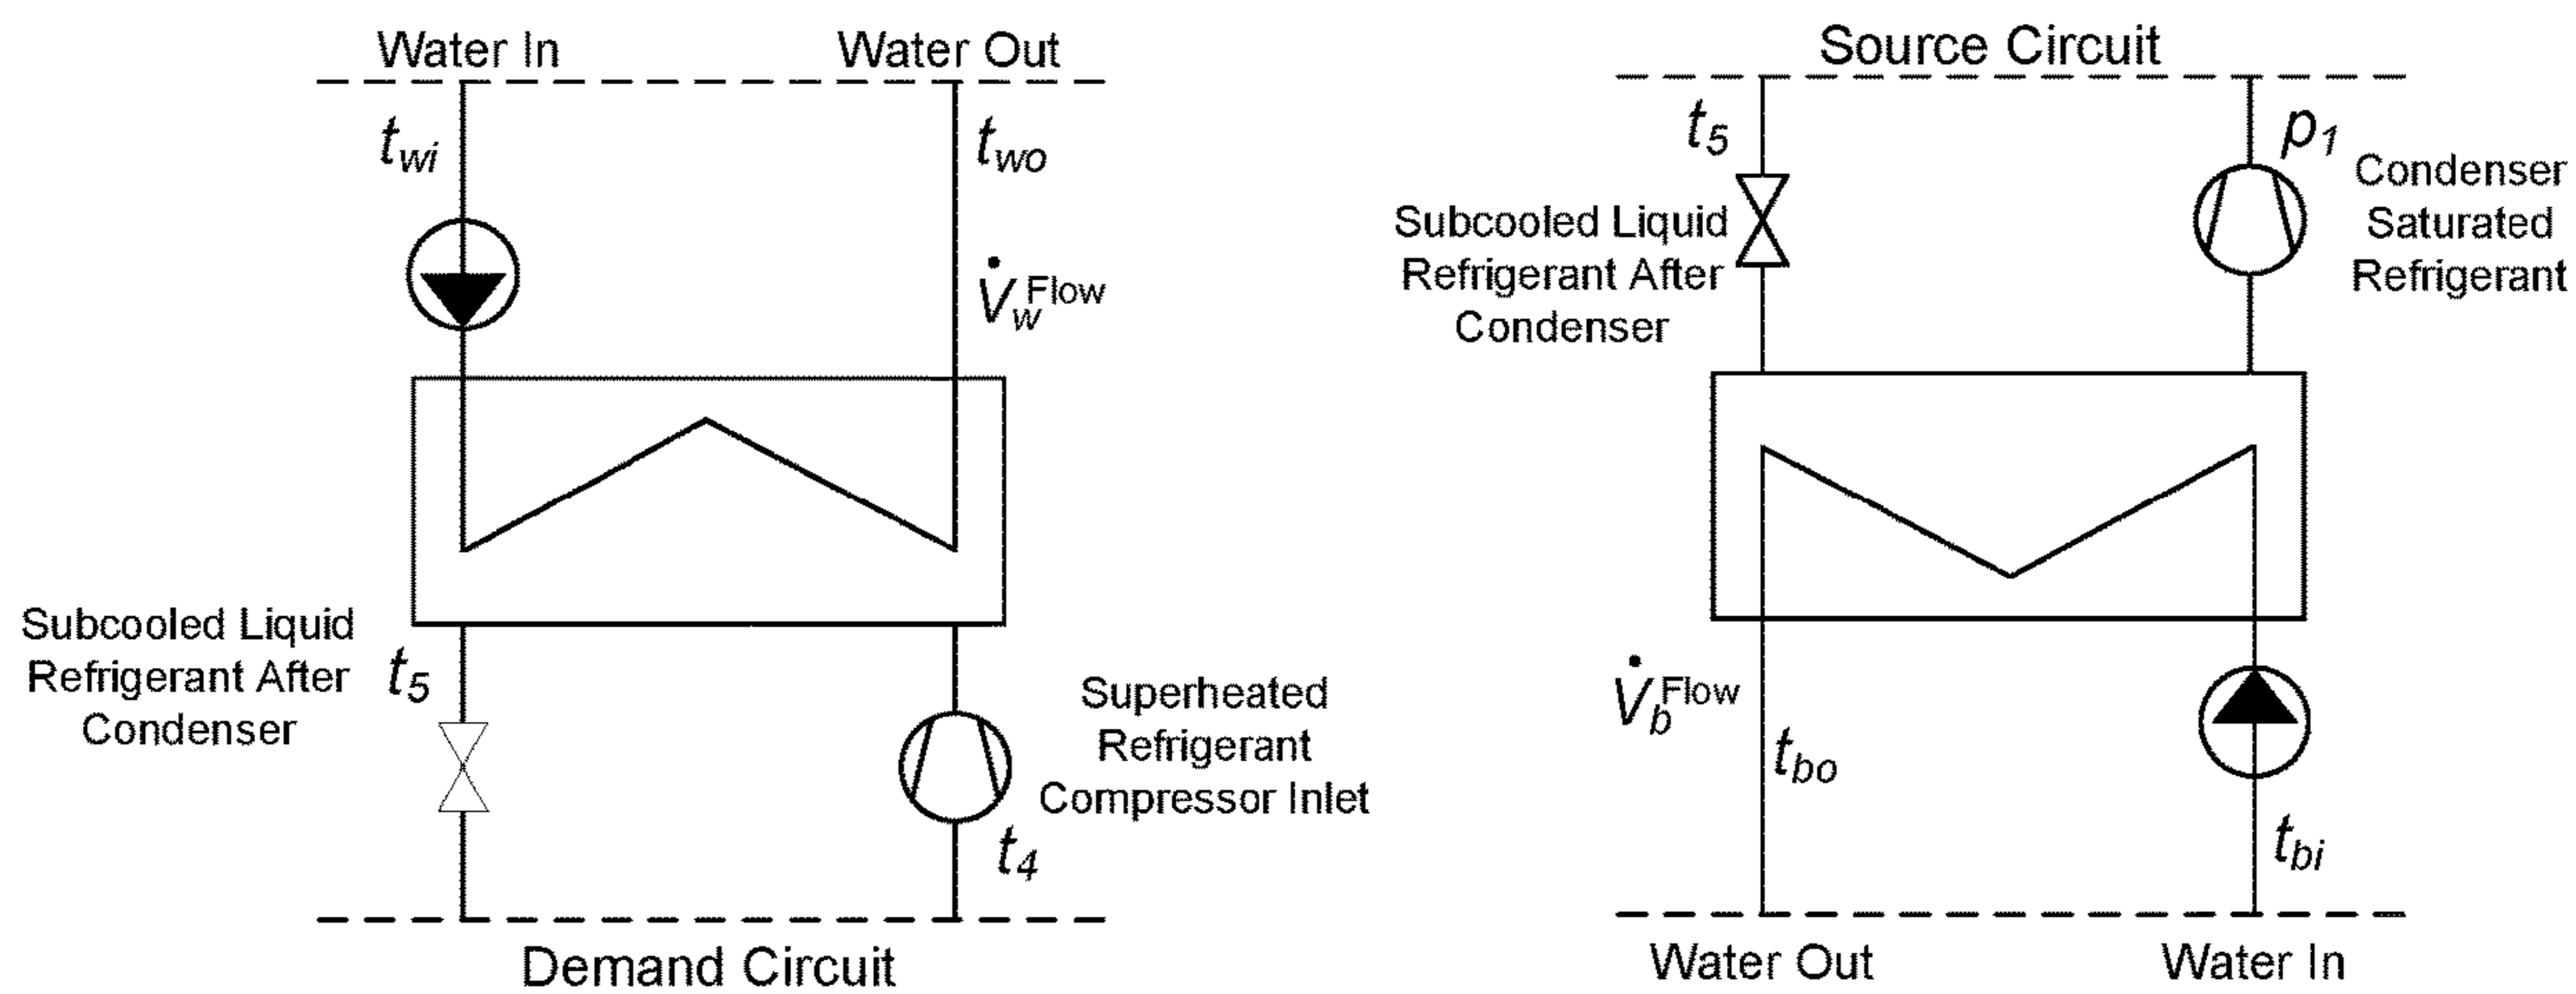 Water In
Water Out
t_wi
t_wo
V̇_w^Flow
Subcooled Liquid
Refrigerant After
Condenser
t_5
Superheated
Refrigerant
Compressor Inlet
t_4
Demand Circuit
Source Circuit
t_5
p_1
Condenser
Saturated
Refrigerant
Subcooled Liquid
Refrigerant After
Condenser
V̇_b^Flow
t_bo
t_bi
Water Out
Water In